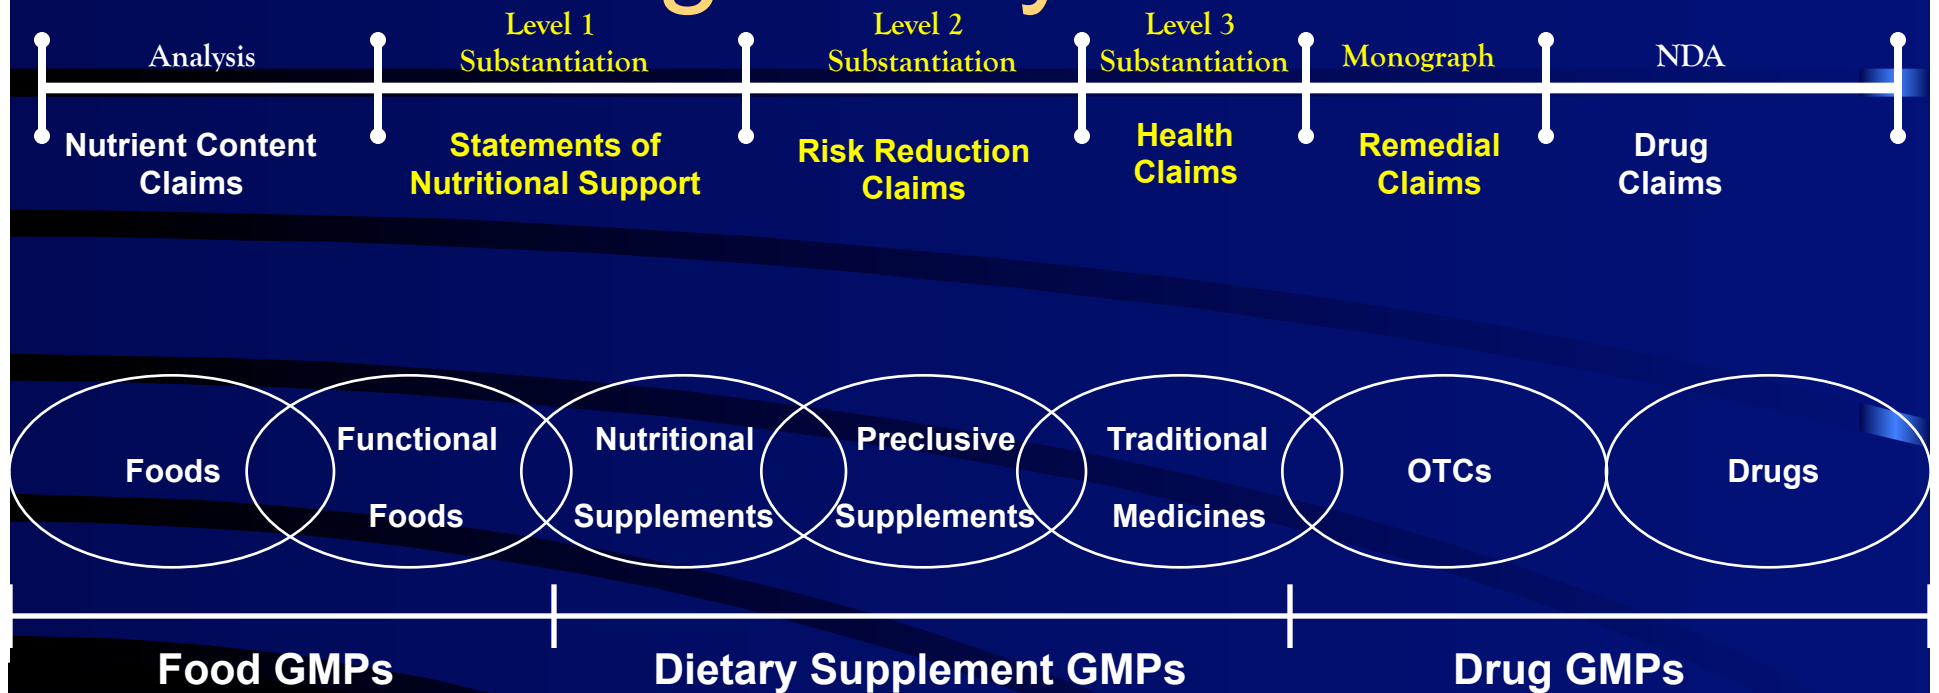 Analysis
Level 1
Substantiation
Level 2
Substantiation
Level 3
Substantiation
Monograph
NDA
Nutrient Content
Claims
Statements of
Nutritional Support
Risk Reduction
Claims
Health
Claims
Remedial
Claims
Drug
Claims
Foods
Functional
Foods
Nutritional
Supplements
Preclusive
Supplements
Traditional
Medicines
OTCs
Drugs
Food GMPs
Dietary Supplement GMPs
Drug GMPs